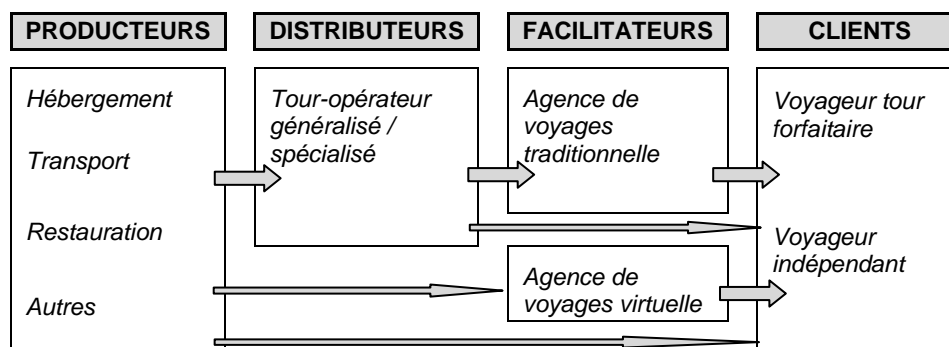 PRODUCTEURS
DISTRIBUTEURS
FACILITATEURS
CLIENTS
Hébergement
Transport
Restauration
Autres
Tour-opérateur
généralisé /
spécialisé
Agence de
voyages
traditionnelle
Agence de
voyages virtuelle
Voyageur tour
forfaitaire
Voyageur
indépendant